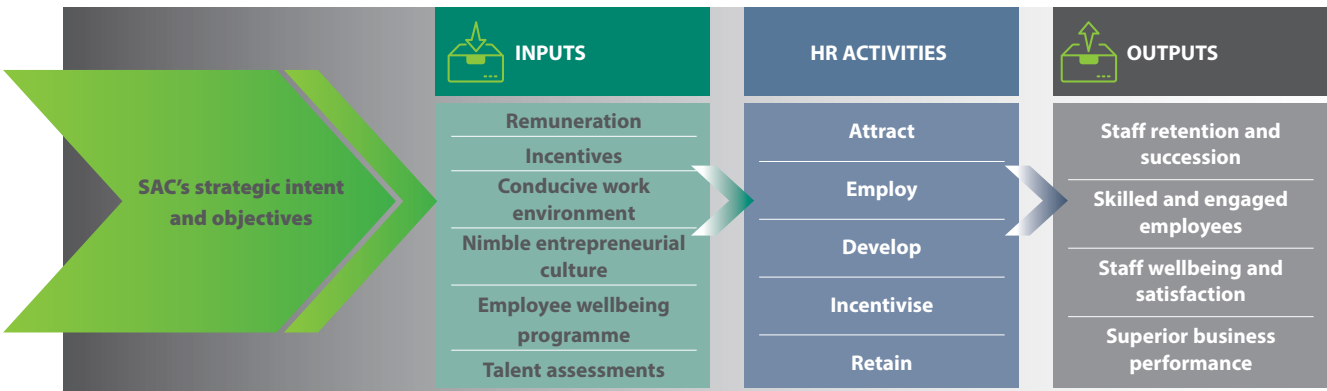 SAC’s strategic intent
and objectives
INPUTS
Remuneration
Incentives
Conducive work
environment
Nimble entrepreneurial
culture
Employee wellbeing
programme
Talent assessments
HR ACTIVITIES
Attract
Employ
Develop
Incentivise
Retain
OUTPUTS
Staff retention and
succession
Skilled and engaged
employees
Staff wellbeing and
satisfaction
Superior business
performance